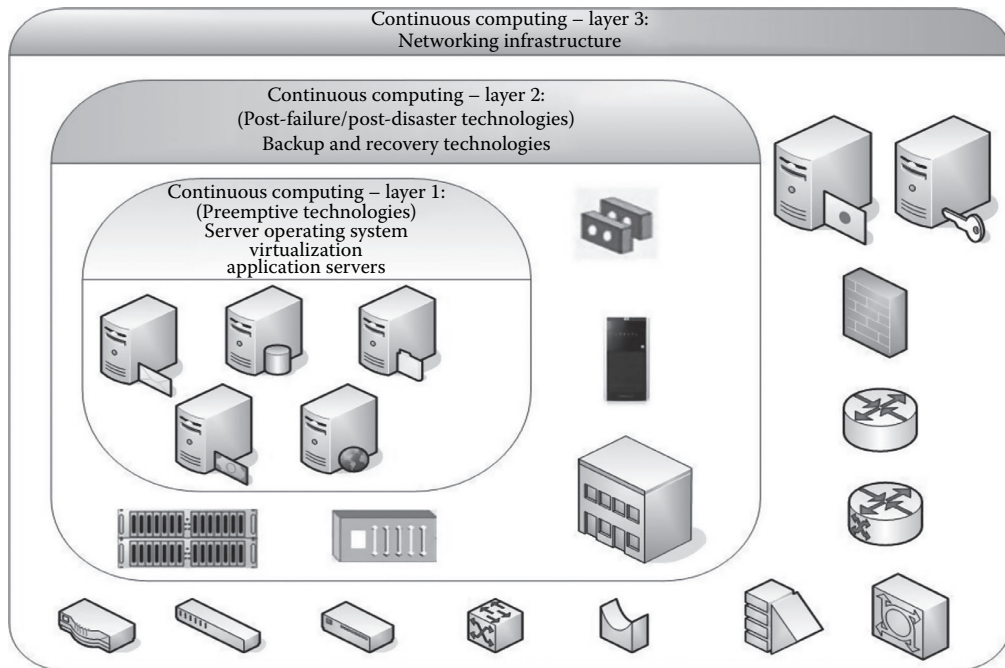 Continuous computing – layer 3:
Networking infrastructure
Continuous computing – layer 2:
(Post-failure/post-disaster technologies)
Backup and recovery technologies
Continuous computing – layer 1:
(Preemptive technologies)
Server operating system
virtualization
application servers